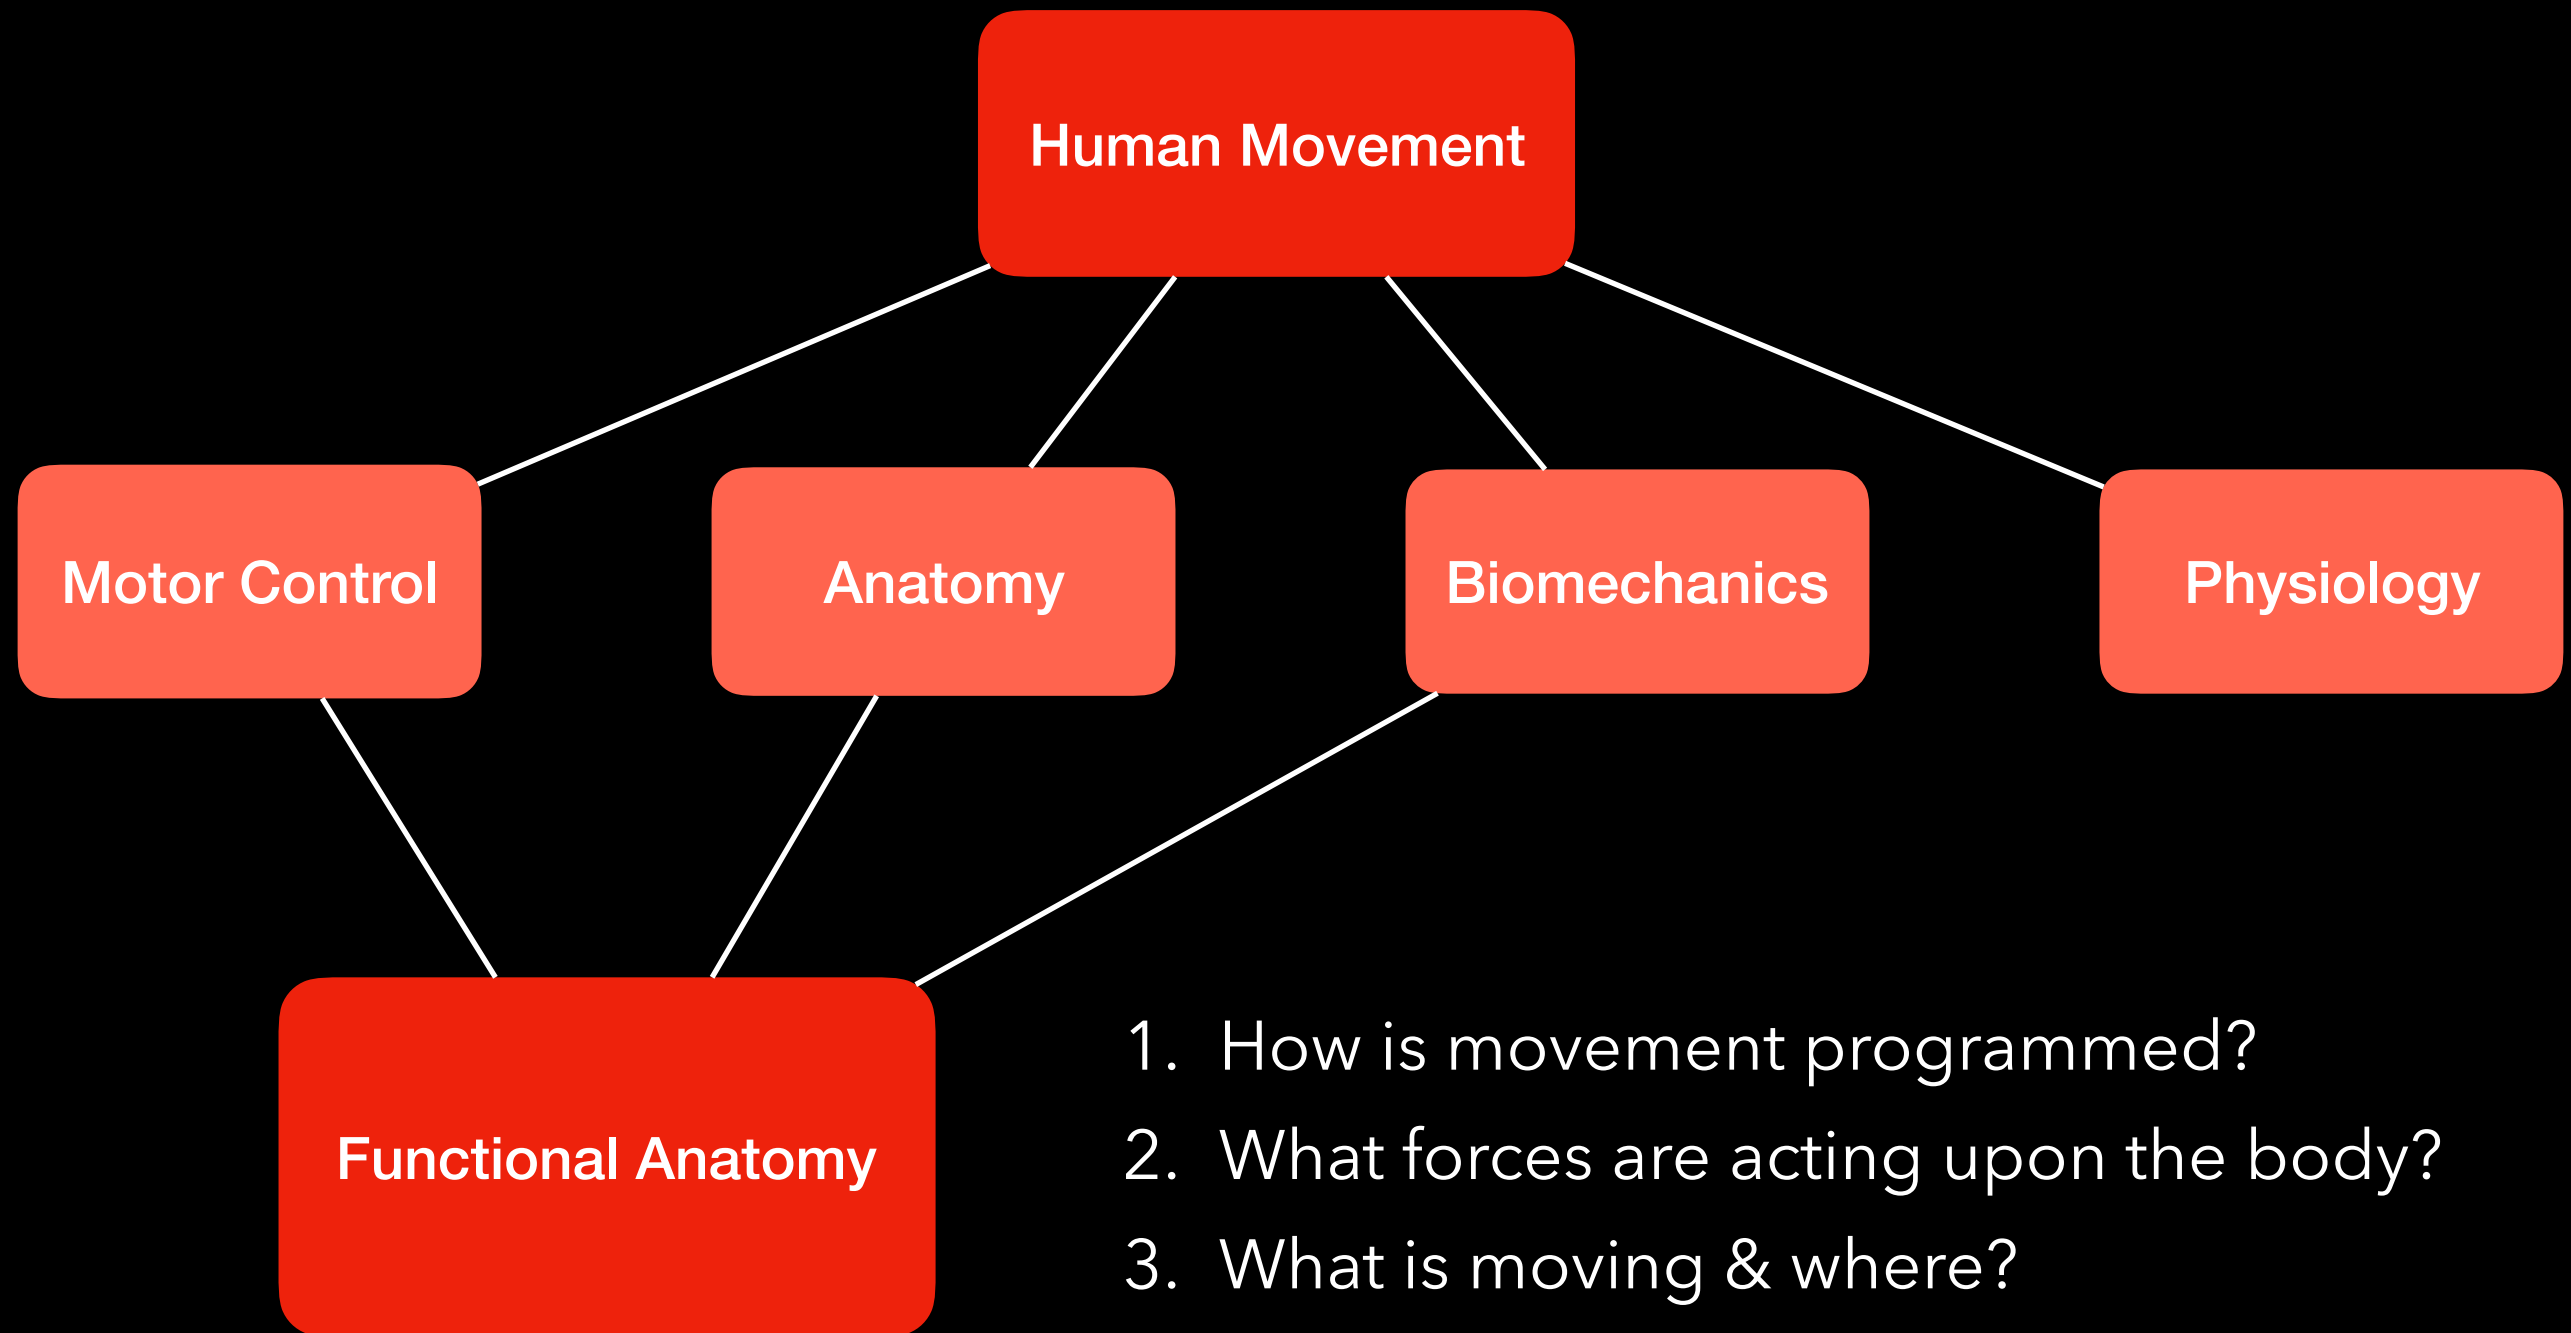 Human Movement
Motor Control
Anatomy
Biomechanics
Physiology
Functional Anatomy
1. How is movement programmed?
2. What forces are acting upon the body?
3. What is moving & where?